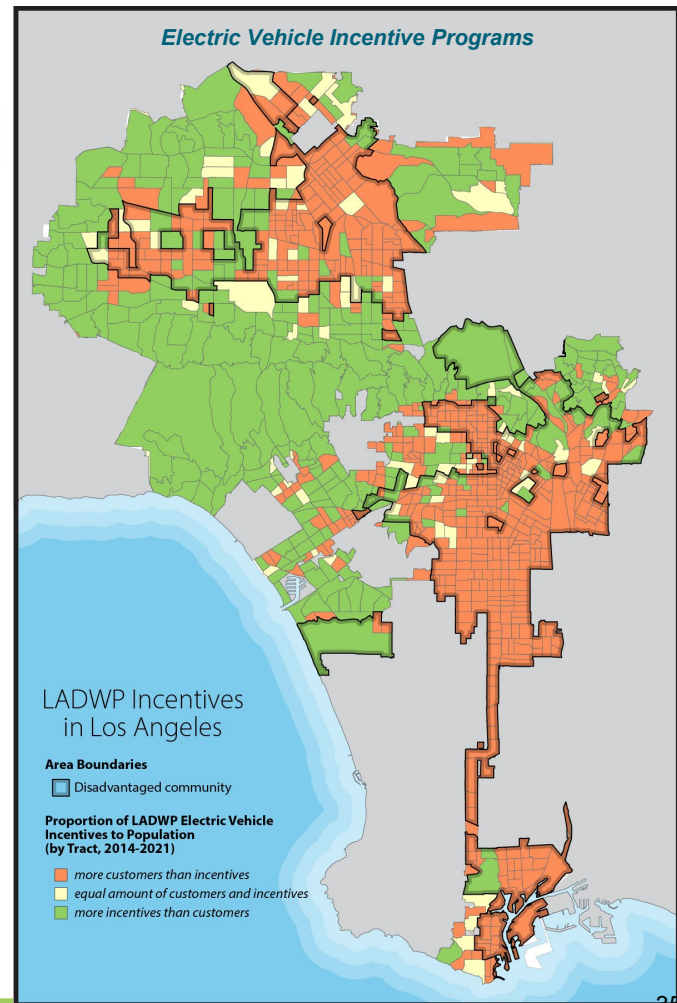 Electric Vehicle Incentive Programs
LADWP Incentives
in Los Angeles
Area Boundaries
Disadvantaged community
Proportion of LADWP Electric Vehicle
Incentives to Population
(by Tract, 2014-2021)
more customers than incentives
equal amount of customers and incentives
more incentives than customers